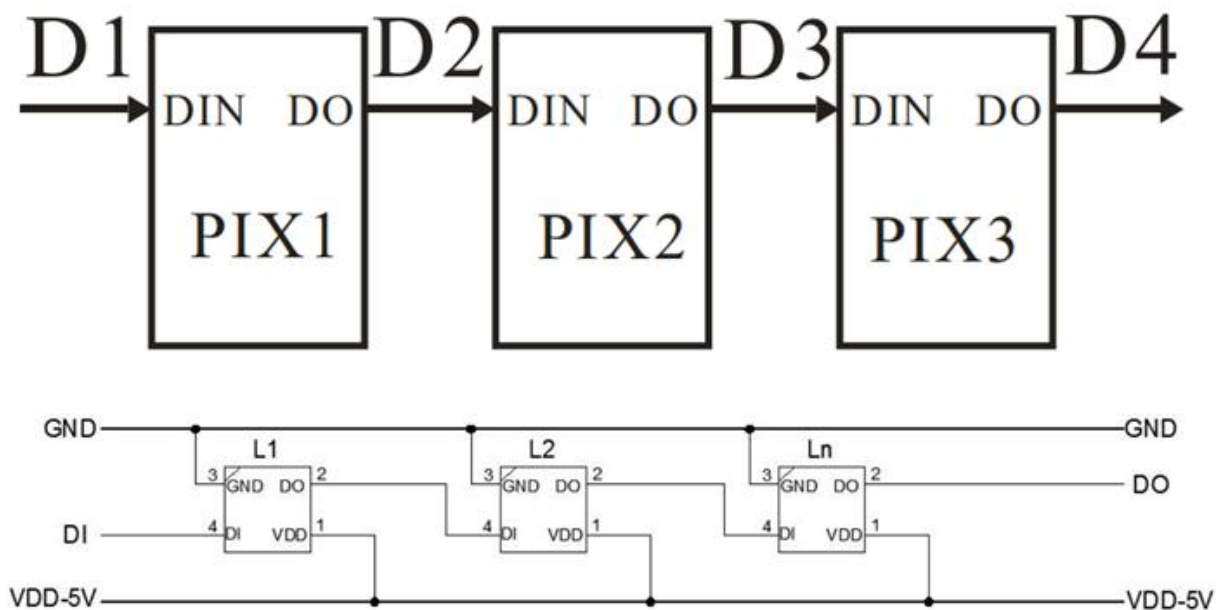 D1 D2 D3 D4
DIN DO DIN DO DIN DO
PIX1 PIX2 PIX3
GND GND
L1 L2 Ln
3 GND DO 2 3 GND DO 2 3 GND DO 2 DO
DI 4 DI VDD 1 4 DI VDD 1 4 DI VDD 1
VDD-5V VDD-5V